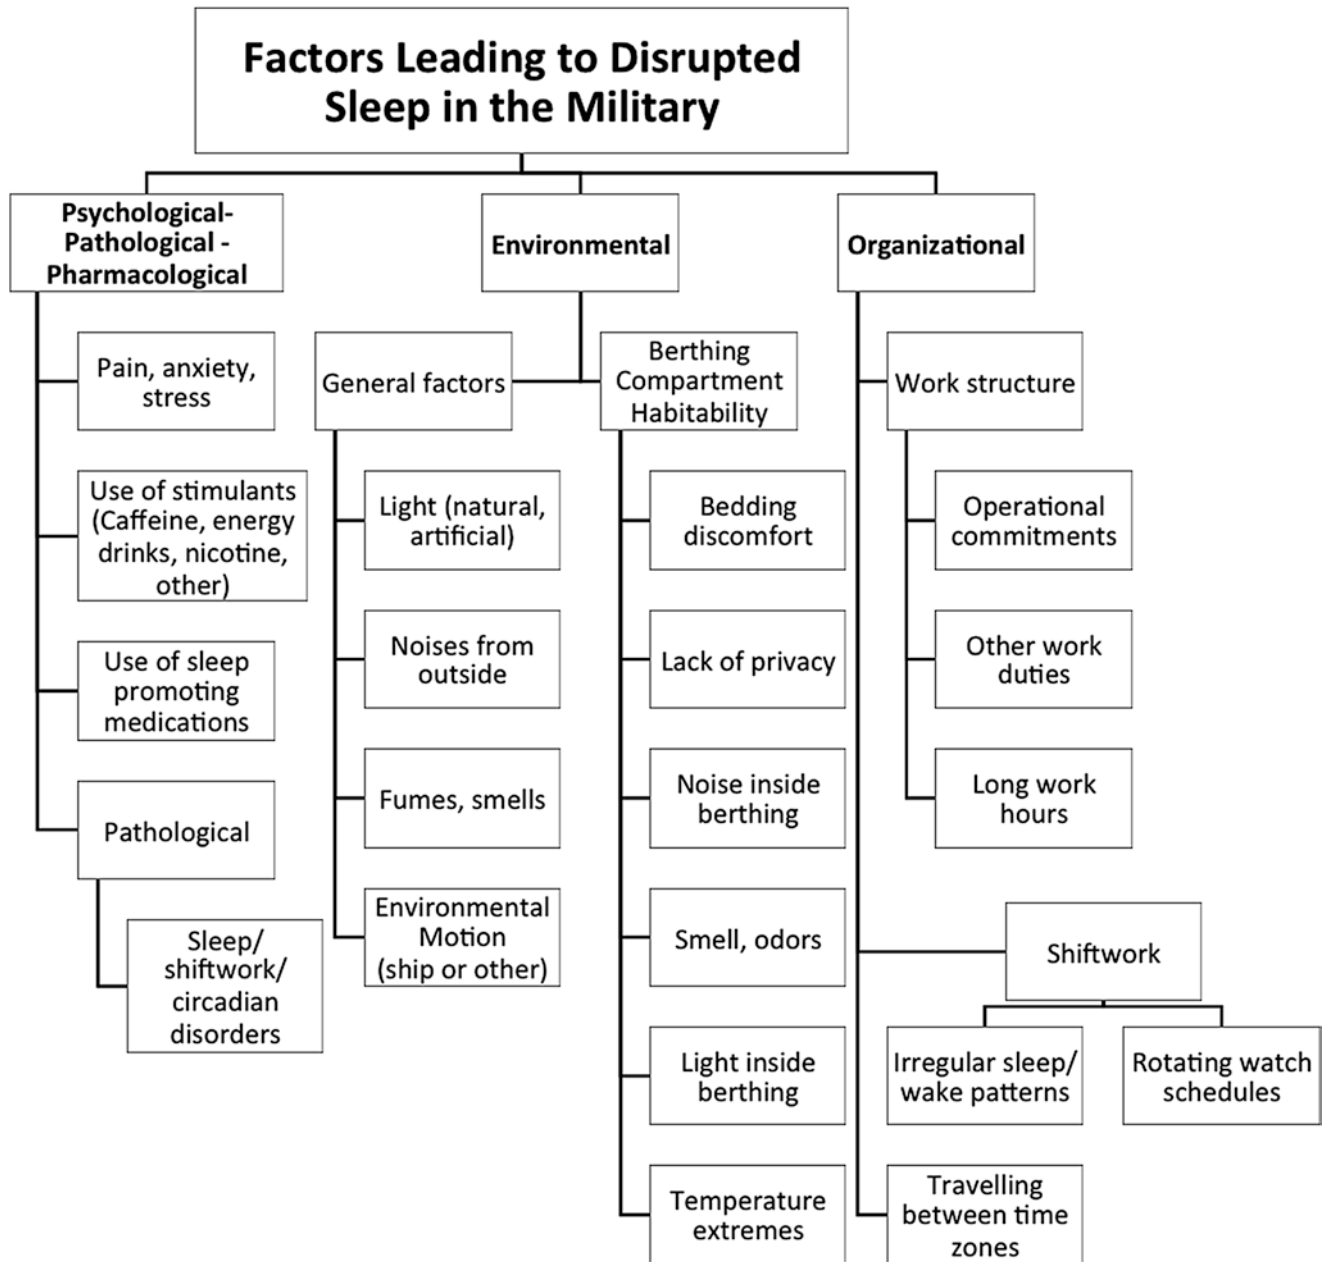 Factors Leading to Disrupted
Sleep in the Military
Psychological-
Pathological -
Pharmacological
Pain, anxiety,
stress
Use of stimulants
(Caffeine, energy
drinks, nicotine,
other)
Use of sleep
promoting
medications
Pathological
Sleep/
shiftwork/
circadian
disorders
Environmental
General factors
Light (natural,
artificial)
Noises from
outside
Fumes, smells
Environmental
Motion
(ship or other)
Berthing
Compartment
Habitability
Bedding
discomfort
Lack of privacy
Noise inside
berthing
Smell, odors
Light inside
berthing
Temperature
extremes
Organizational
Work structure
Operational
commitments
Other work
duties
Long work
hours
Shiftwork
Irregular sleep/
wake patterns
Rotating watch
schedules
Travelling
between time
zones